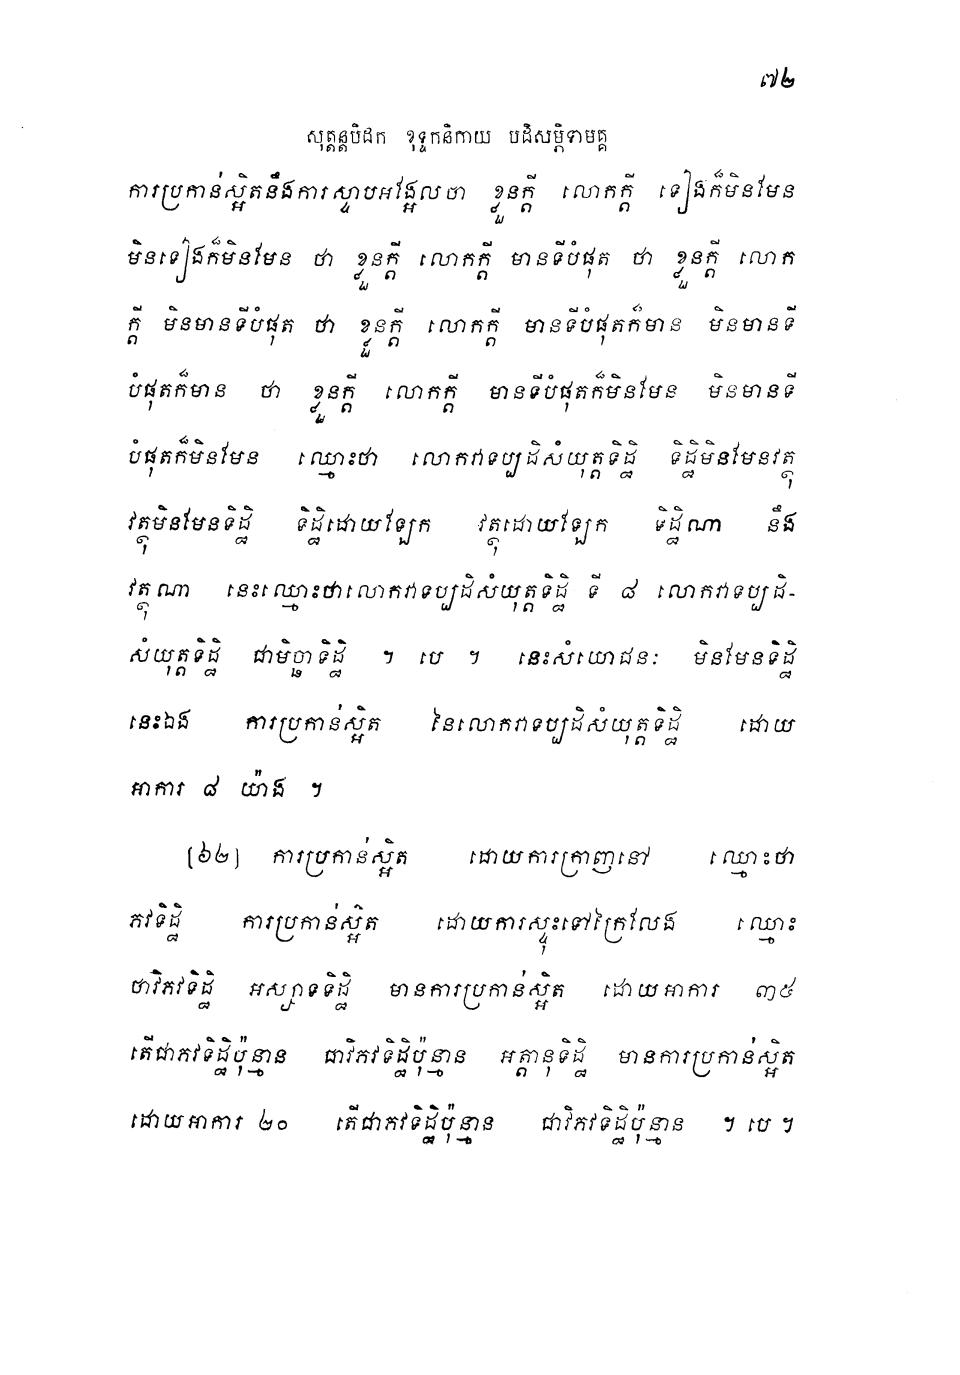 ៧២
សុត្តន្តបិដក ខុទ្ទកនិកាយ បដិសម្ភិទាមគ្គ
ការប្រកាន់ស្អិតនឹងការស្ទាបអង្អែលថា ខ្លួនក្តី លោកក្តី ទៀងក៏មិនមែន
មិនទៀងក៏មិនមែន ថា ខ្លួនក្តី លោកក្តី មានទីបំផុត ថា ខ្លួនក្តី លោក
ក្តី មិនមានទីបំផុត ថា ខ្លួនក្តី លោកក្តី មានទីបំផុតក៏មាន មិនមានទី
បំផុតក៏មាន ថា ខ្លួនក្តី លោកក្តី មានទីបំផុតក៏មិនមែន មិនមានទី
បំផុតក៏មិនមែន ឈ្មោះថា លោកវាទប្បដិសំយុត្តទិដ្ឋិ ទិដ្ឋិមិនមែនវត្ថុ
វត្ថុមិនមែនទិដ្ឋិ ទិដ្ឋិដោយឡែក វត្ថុដោយឡែក ទិដ្ឋិណា នឹង
វត្ថុណា នេះឈ្មោះថាលោកវាទប្បដិសំយុត្តទិដ្ឋិ ទី ៨ លោកវាទប្បដិ-
សំយុត្តទិដ្ឋិ ជាមិច្ឆាទិដ្ឋិ ។ បេ ។ នេះសំយោជនៈ មិនមែនទិដ្ឋិ
នេះឯង ការប្រកាន់ស្អិត នៃលោកវាទប្បដិសំយុត្តទិដ្ឋិ ដោយ
អាការ ៨ យ៉ាង ។
[៦២] ការប្រកាន់ស្អិត ដោយការក្រាញនៅ ឈ្មោះថា
ភវទិដ្ឋិ ការប្រកាន់ស្អិត ដោយការស្ទុះទៅក្រៃលែង ឈ្មោះ
ថាវិភវទិដ្ឋិ អស្សាទទិដ្ឋិ មានការប្រកាន់ស្អិត ដោយអាការ ៣៥
តើជាភវទិដ្ឋិប៉ុន្មាន ជាវិភវទិដ្ឋិប៉ុន្មាន អត្តានុទិដ្ឋិ មានការប្រកាន់ស្អិត
ដោយអាការ ២០ តើជាភវទិដ្ឋិប៉ុន្មាន ជាវិភវទិដ្ឋិប៉ុន្មាន ។ បេ ។